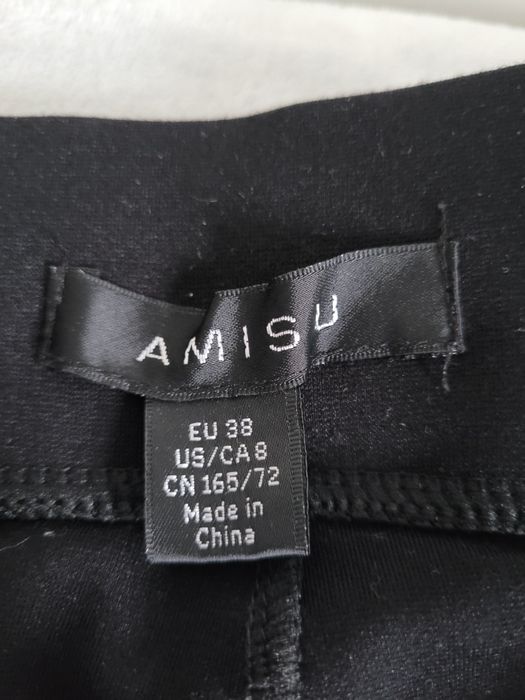 AMISU
EU 38
US/CA 8
CN 165/72
Made in
China